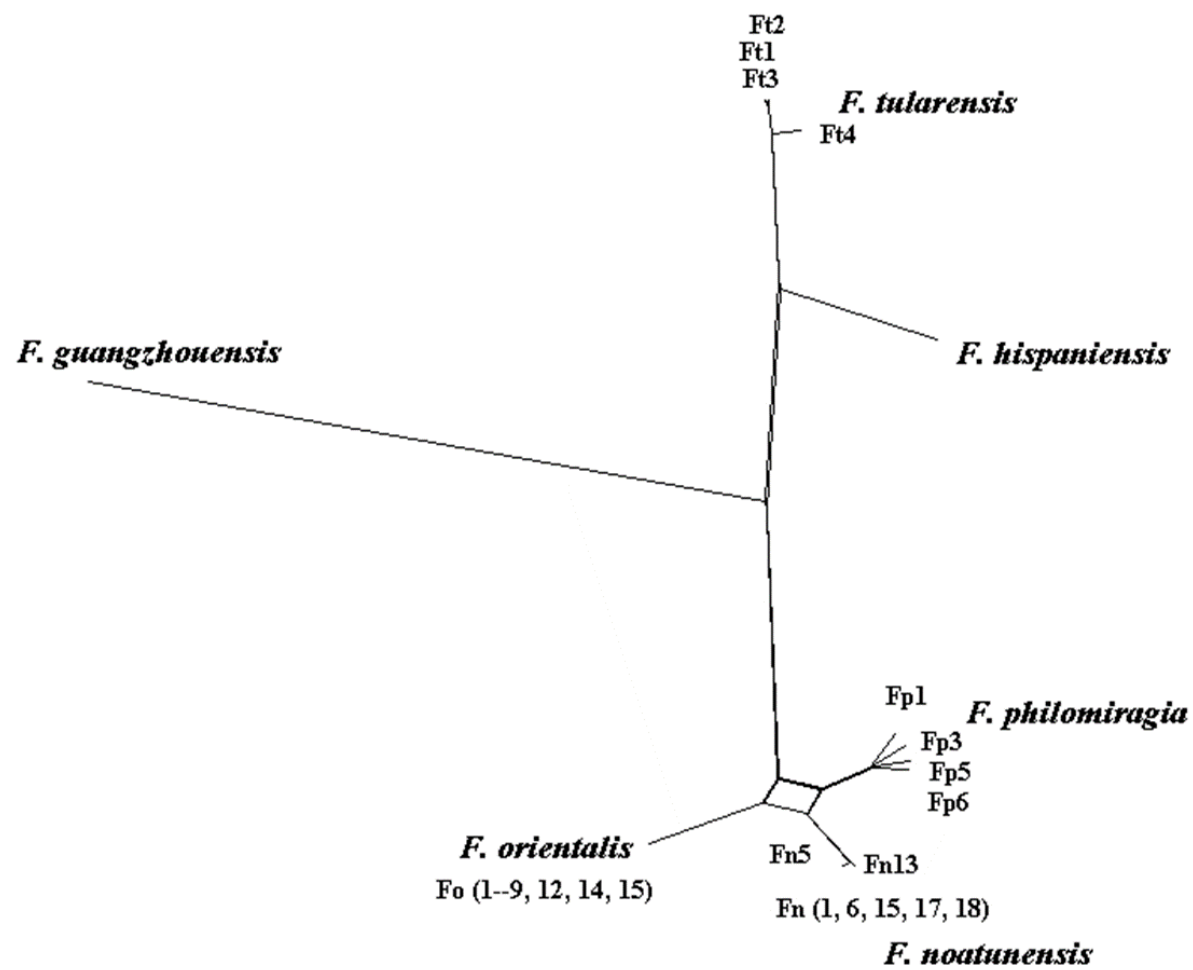 Ft2
Ft1
Ft3
F. tularensis
Ft4
F. guangzhouensis
F. hispaniensis
Fp1
F. philomiragia
Fp3
Fp5
Fp6
F. orientalis
Fn5
Fn13
Fo (1--9, 12, 14, 15)
Fn (1, 6, 15, 17, 18)
F. noatunensis